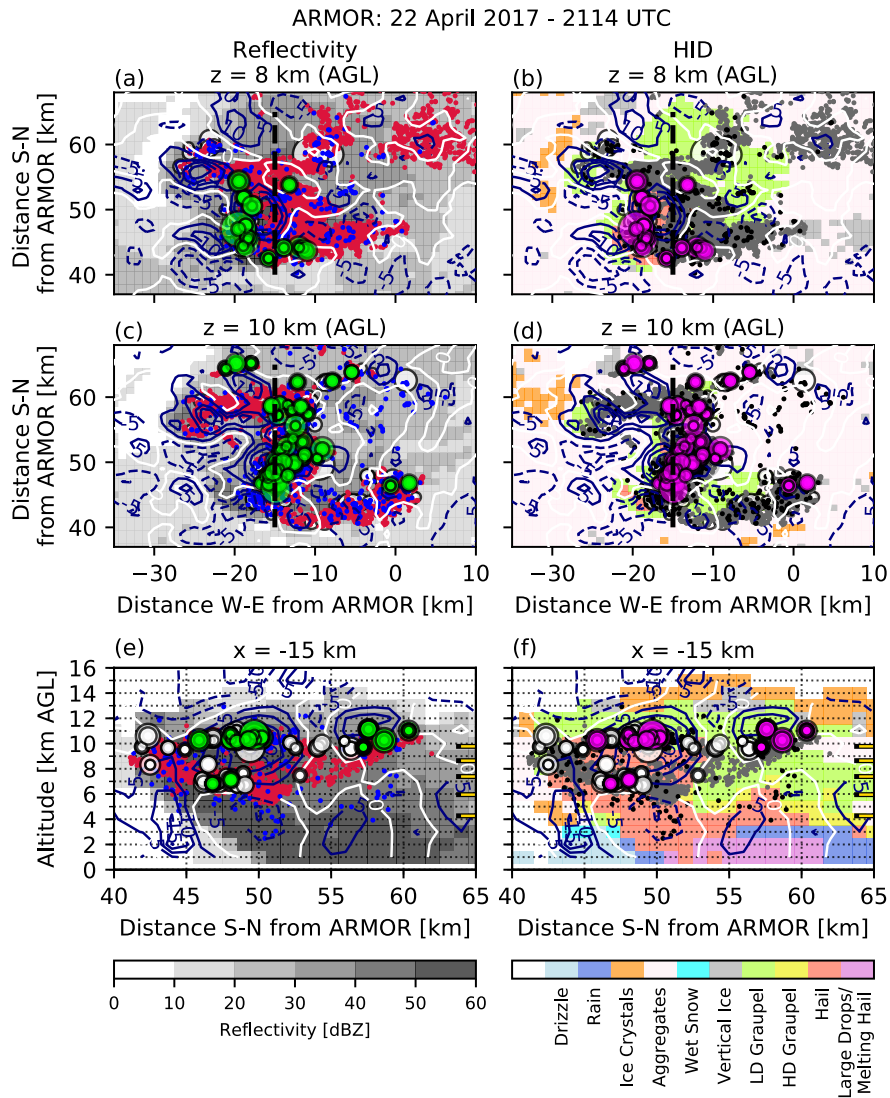 ARMOR: 22 April 2017 - 2114 UTC
Reflectivity
HID
(a)
z = 8 km (AGL)
(b)
z = 8 km (AGL)
Distance S-N
from ARMOR [km]
60
50
40
(c)
z = 10 km (AGL)
(d)
z = 10 km (AGL)
Distance S-N
from ARMOR [km]
60
50
40
−30
−20
−10
0
10
−30
−20
−10
0
10
Distance W-E from ARMOR [km]
Distance W-E from ARMOR [km]
(e)
x = -15 km
(f)
x = -15 km
Altitude [km AGL]
16
14
12
10
8
6
4
2
0
40
45
50
55
60
65
40
45
50
55
60
65
Distance S-N from ARMOR [km]
Distance S-N from ARMOR [km]
0
10
20
30
40
50
60
Reflectivity [dBZ]
Drizzle
Rain
Ice Crystals
Aggregates
Wet Snow
Vertical Ice
LD Graupel
HD Graupel
Hail
Large Drops/
Melting Hail